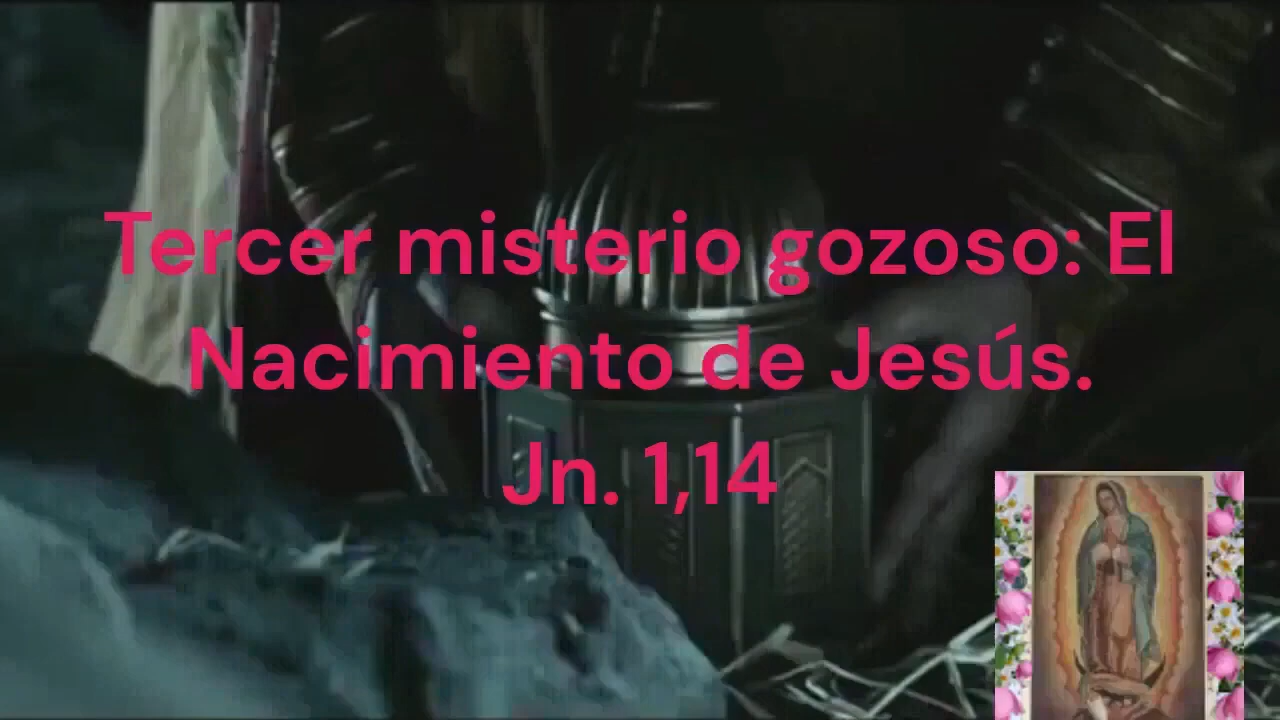 Tercer misterio gozoso: El
Nacimiento de Jesús.
Jn. 1,14